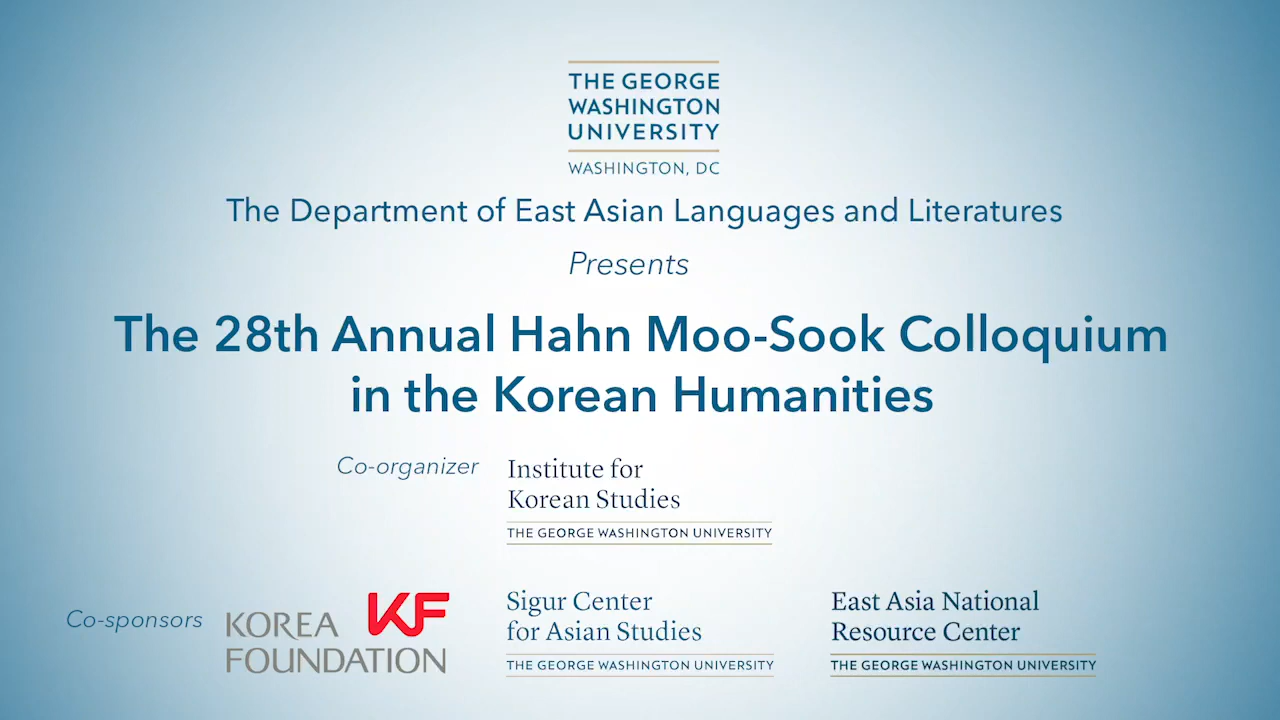 THE GEORGE
WASHINGTON
UNIVERSITY
WASHINGTON, DC
The Department of East Asian Languages and Literatures
Presents
The 28th Annual Hahn Moo-Sook Colloquium
in the Korean Humanities
Co-organizer
Institute for
Korean Studies
THE GEORGE WASHINGTON UNIVERSITY
Co-sponsors
KOREA
KF
FOUNDATION
Sigur Center
for Asian Studies
THE GEORGE WASHINGTON UNIVERSITY
East Asia National
Resource Center
THE GEORGE WASHINGTON UNIVERSITY